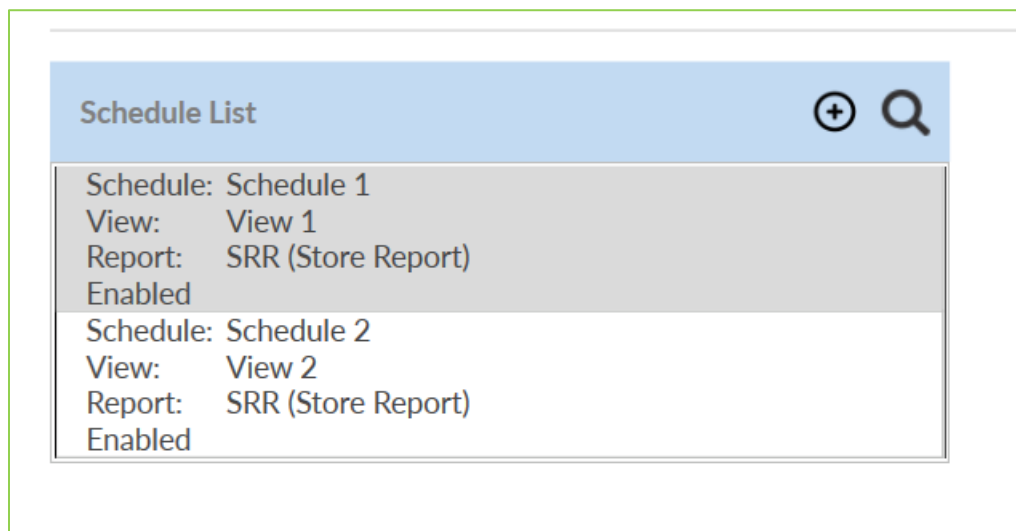 Schedule List
Schedule: Schedule 1
View: View 1
Report: SRR (Store Report)
Enabled
Schedule: Schedule 2
View: View 2
Report: SRR (Store Report)
Enabled